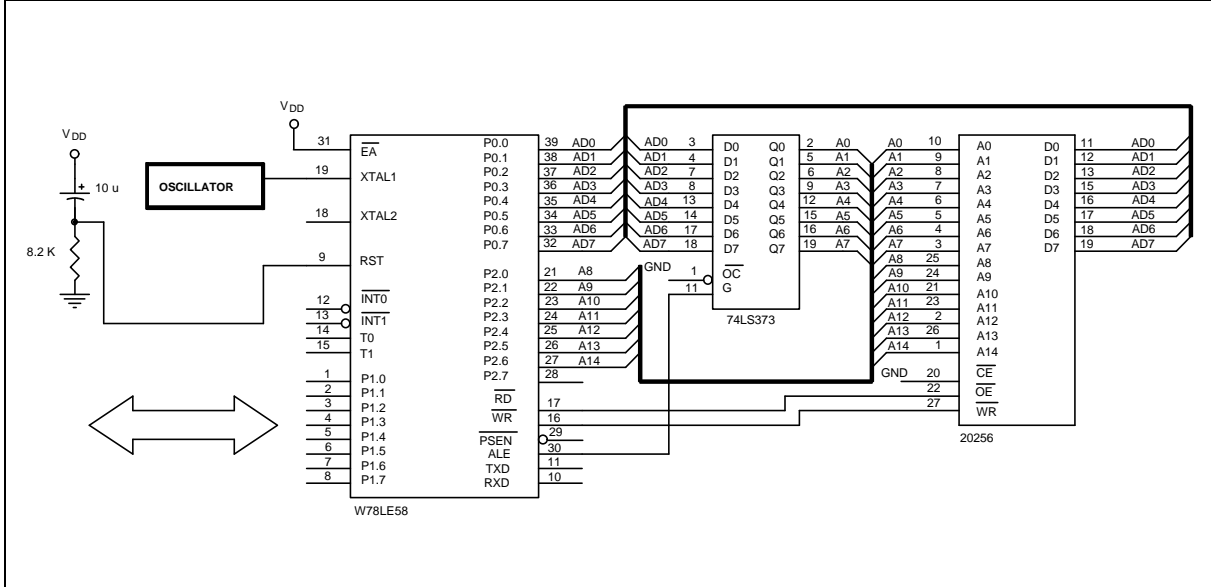 VDD
10 u
8.2 K
OSCILLATOR
VDD
31 EA
19 XTAL1
18 XTAL2
9 RST
12 INT0
13 INT1
14 T0
15 T1
1 P1.0
2 P1.1
3 P1.2
4 P1.3
5 P1.4
6 P1.5
7 P1.6
8 P1.7
P0.0 39 AD0
P0.1 38 AD1
P0.2 37 AD2
P0.3 36 AD3
P0.4 35 AD4
P0.5 34 AD5
P0.6 33 AD6
P0.7 32 AD7
P2.0 21 A8
P2.1 22 A9
P2.2 23 A10
P2.3 24 A11
P2.4 25 A12
P2.5 26 A13
P2.6 27 A14
P2.7 28
RD 17
WR 16
PSEN 29
ALE 30
TXD 11
RXD 10
W78LE58
AD0 3 D0 Q0 2 A0
AD1 4 D1 Q1 5 A1
AD2 7 D2 Q2 6 A2
AD3 8 D3 Q3 9 A3
AD4 13 D4 Q4 12 A4
AD5 14 D5 Q5 15 A5
AD6 17 D6 Q6 16 A6
AD7 18 D7 Q7 19 A7
GND 1 OC
11 G
74LS373
A0 10 A0 D0 11 AD0
A1 9 A1 D1 12 AD1
A2 8 A2 D2 13 AD2
A3 7 A3 D3 15 AD3
A4 6 A4 D4 16 AD4
A5 5 A5 D5 17 AD5
A6 4 A6 D6 18 AD6
A7 3 A7 D7 19 AD7
A8 25 A8
A9 24 A9
A10 21 A10
A11 23 A11
A12 2 A12
A13 26 A13
A14 1 A14
GND 20 CE
22 OE
27 WR
20256